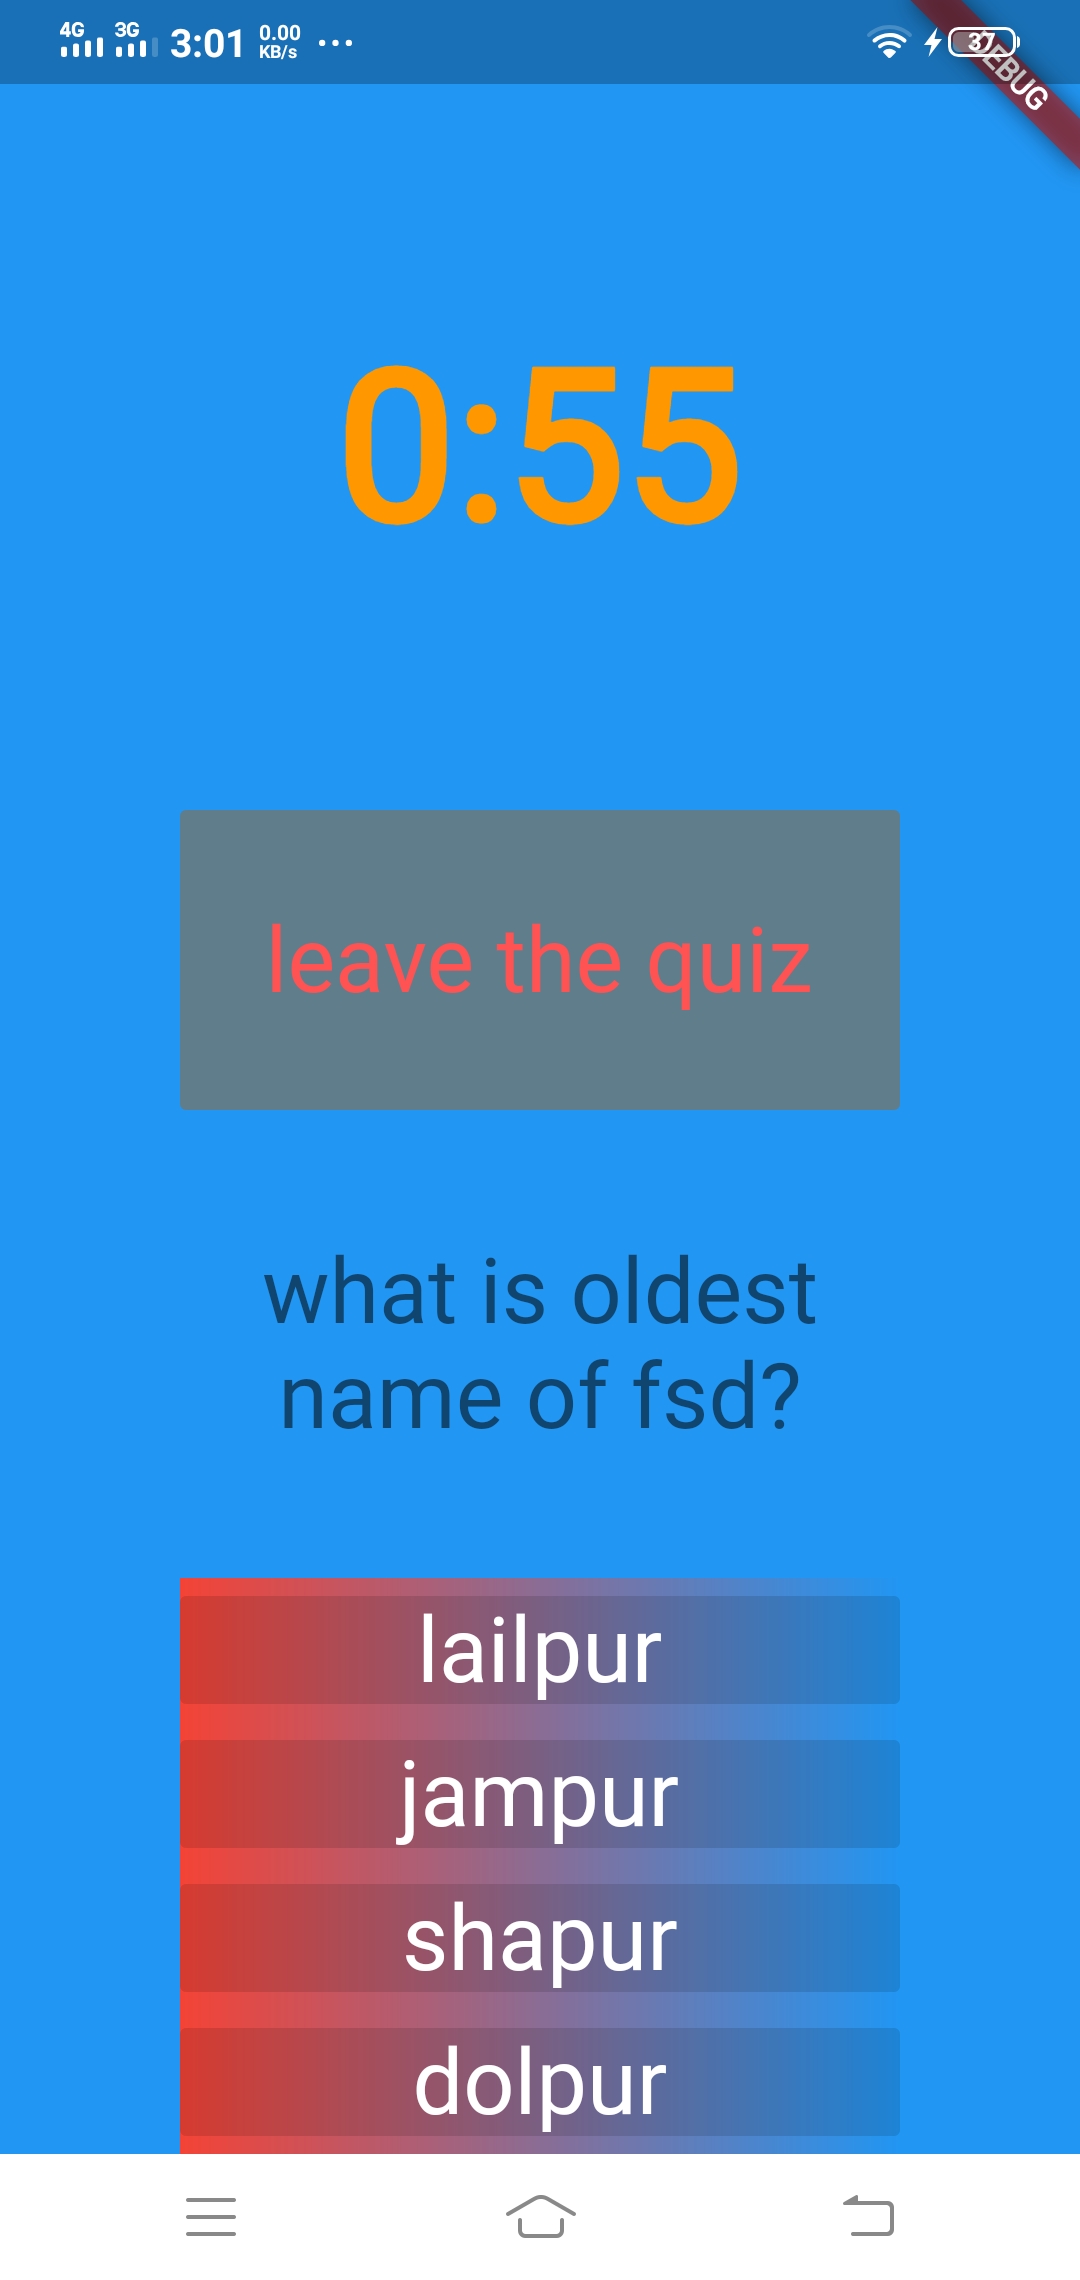 4G 3G 3:01 0.00 KB/s ... 37
DEBUG
0:55
leave the quiz
what is oldest
name of fsd?
lailpur
jampur
shapur
dolpur